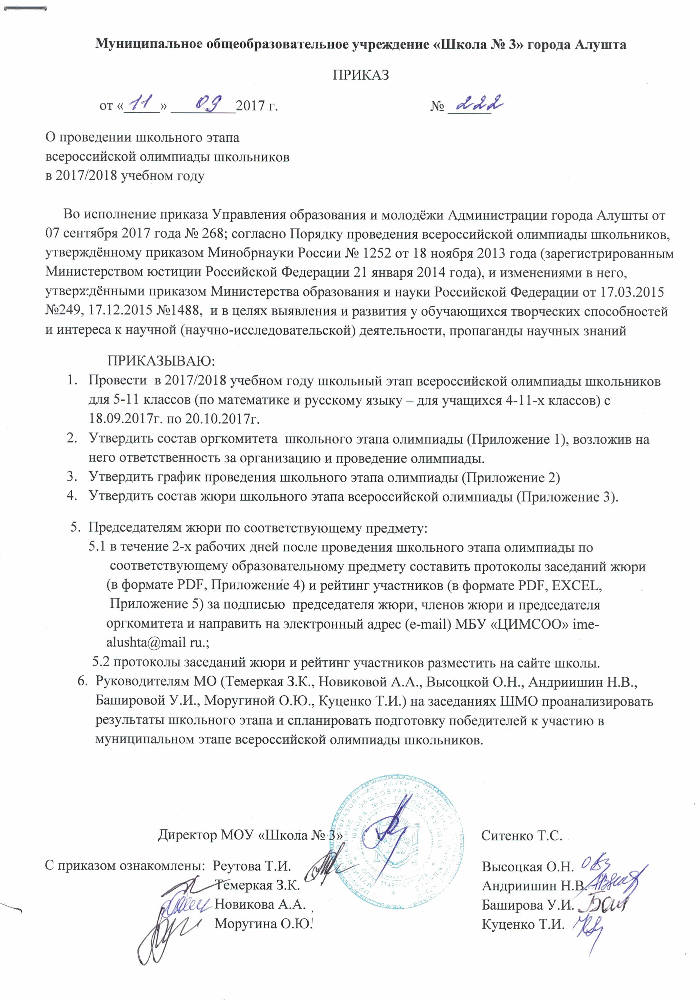 Муниципальное общеобразовательное учреждение «Школа № 3» города Алушта
ПРИКАЗ
от « 11 » 09 2017 г. № 222
О проведении школьного этапа
всероссийской олимпиады школьников
в 2017/2018 учебном году
Во исполнение приказа Управления образования и молодёжи Администрации города Алушты от
07 сентября 2017 года № 268; согласно Порядку проведения всероссийской олимпиады школьников,
утверждённому приказом Минобрнауки России № 1252 от 18 ноября 2013 года (зарегистрированным
Министерством юстиции Российской Федерации 21 января 2014 года), и изменениями в него,
утверждёнными приказом Министерства образования и науки Российской Федерации от 17.03.2015
№249, 17.12.2015 №1488, и в целях выявления и развития у обучающихся творческих способностей
и интереса к научной (научно-исследовательской) деятельности, пропаганды научных знаний
ПРИКАЗЫВАЮ:
1. Провести в 2017/2018 учебном году школьный этап всероссийской олимпиады школьников
для 5-11 классов (по математике и русскому языку – для учащихся 4-11-х классов) с
18.09.2017г. по 20.10.2017г.
2. Утвердить состав оргкомитета школьного этапа олимпиады (Приложение 1), возложив на
него ответственность за организацию и проведение олимпиады.
3. Утвердить график проведения школьного этапа олимпиады (Приложение 2)
4. Утвердить состав жюри школьного этапа всероссийской олимпиады (Приложение 3).
5. Председателям жюри по соответствующему предмету:
5.1 в течение 2-х рабочих дней после проведения школьного этапа олимпиады по
соответствующему образовательному предмету составить протоколы заседаний жюри
(в формате PDF, Приложение 4) и рейтинг участников (в формате PDF, EXCEL,
Приложение 5) за подписью председателя жюри, членов жюри и председателя
оргкомитета и направить на электронный адрес (e-mail) МБУ «ЦИМСОО» ime-
alushta@mail ru.;
5.2 протоколы заседаний жюри и рейтинг участников разместить на сайте школы.
6. Руководителям МО (Темеркая З.К., Новиковой А.А., Высоцкой О.Н., Андриишин Н.В.,
Башировой У.И., Моругиной О.Ю., Куценко Т.И.) на заседаниях ШМО проанализировать
результаты школьного этапа и спланировать подготовку победителей к участию в
муниципальном этапе всероссийской олимпиады школьников.
Директор МОУ «Школа № 3» Ситенко Т.С.
С приказом ознакомлены: Реутова Т.И. Высоцкая О.Н.
Темеркая З.К. Андриишин Н.В.
Новикова А.А. Баширова У.И.
Моругина О.Ю. Куценко Т.И.